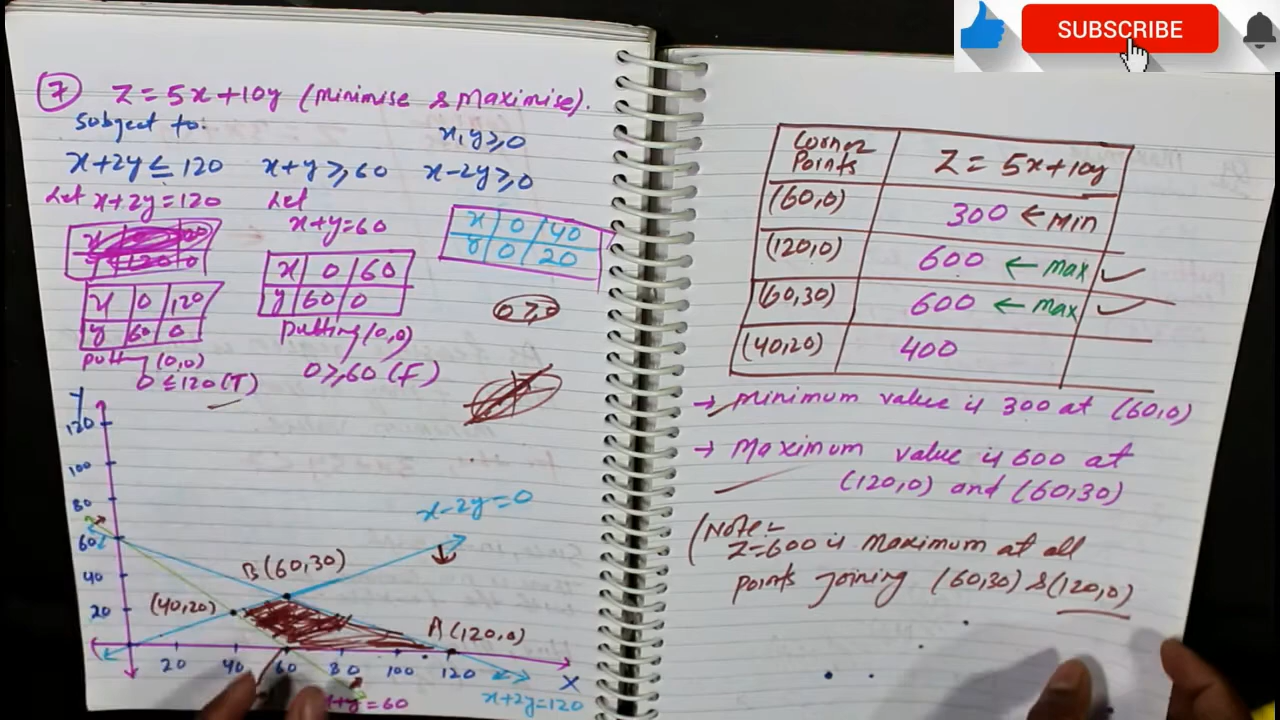 SUBSCRIBE
7 Z = 5x+10y (minimise & Maximise).
Subject to.
x,y≥0
x+2y ≤ 120 x+y≥60 x-2y≥0
Let x+2y=120 Let
x+y=60
x 0 120
y 60 0
x 0 60
y 60 0
x 0 40
Y 0 20
0≥0
putting (0,0)
0≥60 (F)
putt (0,0)
0≤120 (T)
Y
120
100
80
60
40
20
x-2y=0
B(60,30)
(40,20)
A(120,0)
20 40 60 80 100 120 X
+y=60
x+2y=120
Corner Points Z = 5x+10y
(60,0) 300 ← Min
(120,0) 600 ← Max ✓
(60,30) 600 ← Max ✓
(40,20) 400
→ minimum value is 300 at (60,0)
→ Maximum value is 600 at
(120,0) and (60,30)
(Note:-
Z=600 is Maximum at all
points joining (60,30) & (120,0)